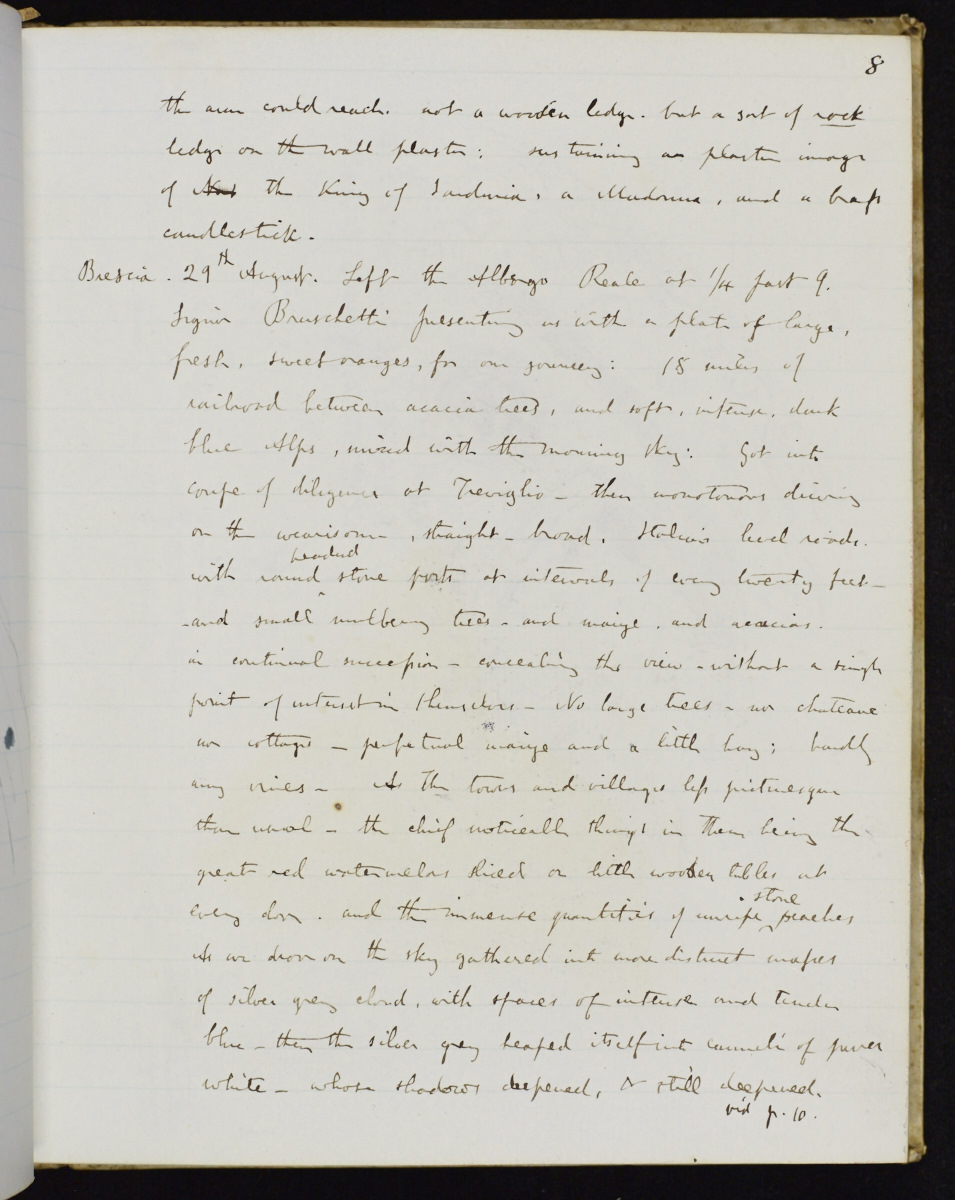 8
the arm could reach. not a wooden ledge. but a sort of rock
ledge on the wall plaster: sustaining a plaster image
of the King of Sardinia, a Madonna, and a brass
candlestick.
Brescia. 29th August. Left the Albergo Reale at 1/4 past 9.
Signor Bruschetti presenting us with a plate of large,
fresh, sweet oranges, for our journey: 18 miles of
railroad between acacia trees, and soft, intense, dark
blue Alps, mixed with the morning sky: Got into
coupe of diligence at Treviglio - then monotonous driving
on the wearisome, straight - broad, Italian level roads.
with round headed stone posts at intervals of every twenty feet -
- and small mulberry trees - and maize, and acacias.
in continual succession - concealing the view - without a single
point of interest in themselves - No large trees - no chateaux
no cottages - perpetual maize and a little hay; hardly
any vines - the towns and villages less picturesque
than usual - the chief noticeable things in them being the
great red watermelons sliced on little wooden tables at
every door. and the immense quantities of unripe stone peaches
As we drove on the sky gathered into more distinct masses
of silver grey cloud, with spaces of intense and tender
blue - then the silver grey heaped itself into cumuli of purer
white - whose shadows deepened, & still deepened.
vid p. 10.